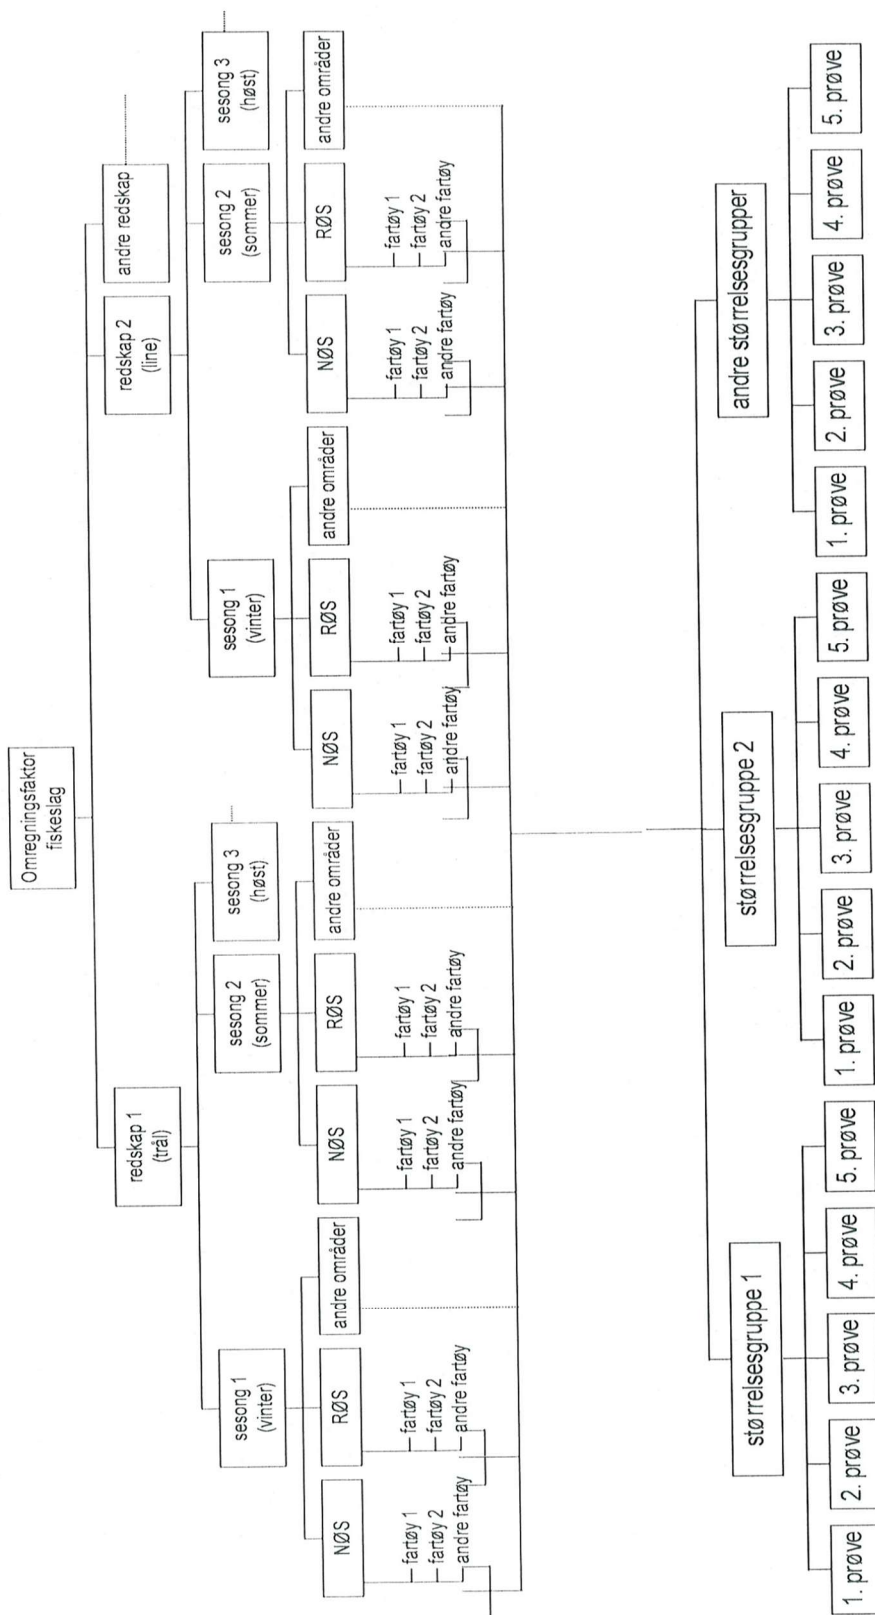 Omregningsfaktor
fiskeslag
redskap 1
(trål)
redskap 2
(line)
andre redskap
sesong 1
(vinter)
sesong 2
(sommer)
sesong 3
(høst)
sesong 1
(vinter)
sesong 2
(sommer)
sesong 3
(høst)
NØS
RØS
andre områder
NØS
RØS
andre områder
NØS
RØS
andre områder
NØS
RØS
andre områder
fartøy 1
fartøy 2
andre fartøy
fartøy 1
fartøy 2
andre fartøy
fartøy 1
fartøy 2
andre fartøy
fartøy 1
fartøy 2
andre fartøy
fartøy 1
fartøy 2
andre fartøy
fartøy 1
fartøy 2
andre fartøy
fartøy 1
fartøy 2
andre fartøy
fartøy 1
fartøy 2
andre fartøy
størrelsesgruppe 1
størrelsesgruppe 2
andre størrelsesgrupper
1. prøve
2. prøve
3. prøve
4. prøve
5. prøve
1. prøve
2. prøve
3. prøve
4. prøve
5. prøve
1. prøve
2. prøve
3. prøve
4. prøve
5. prøve